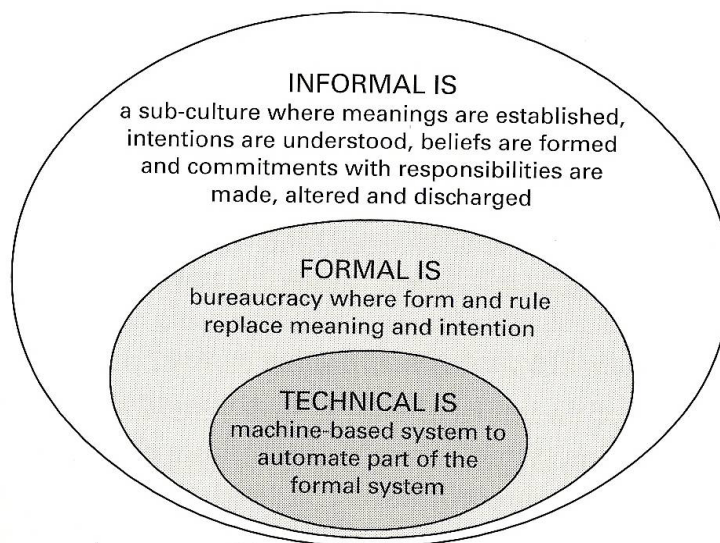 INFORMAL IS
a sub-culture where meanings are established,
intentions are understood, beliefs are formed
and commitments with responsibilities are
made, altered and discharged
FORMAL IS
bureaucracy where form and rule
replace meaning and intention
TECHNICAL IS
machine-based system to
automate part of the
formal system